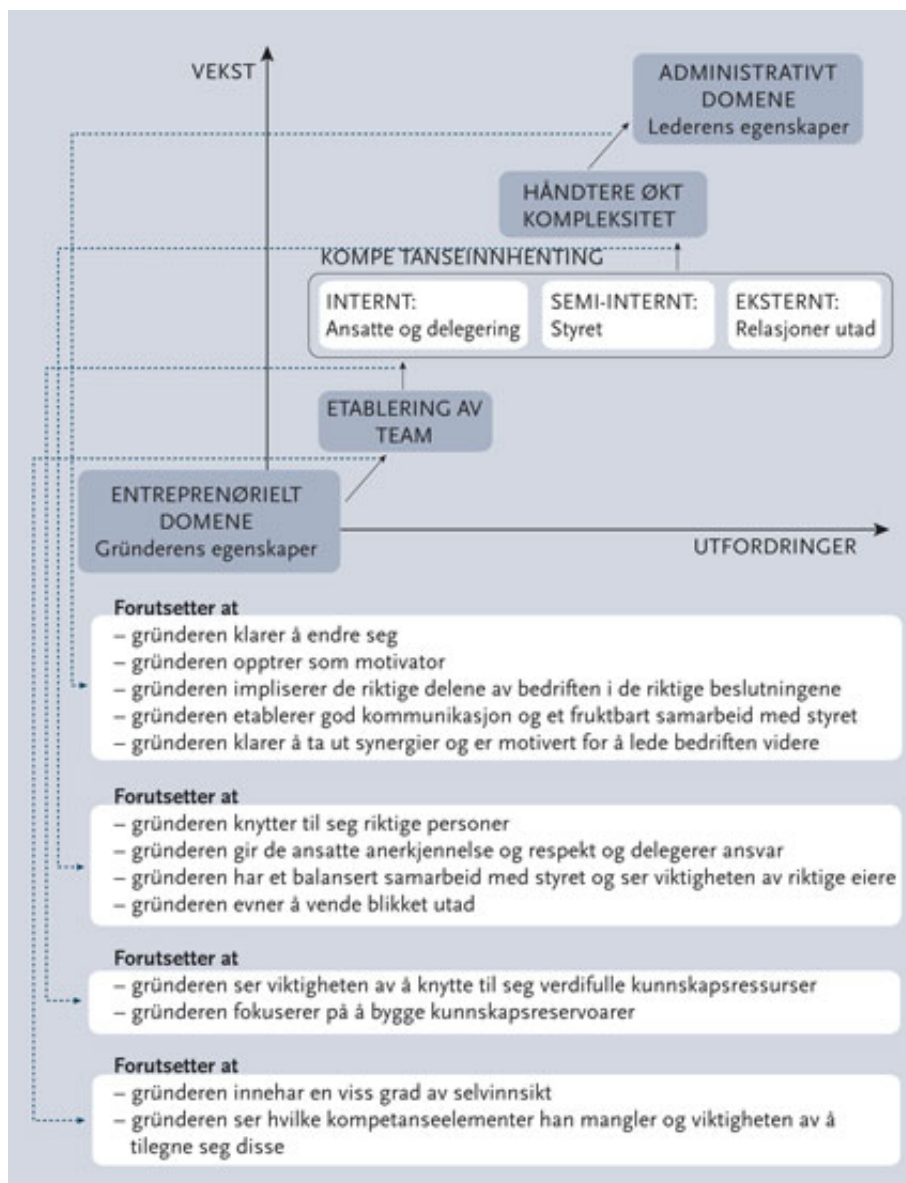 VEKST
ADMINISTRATIVT
DOMENE
Lederens egenskaper
HÅNDTERE ØKT
KOMPLEKSITET
KOMPE TANSEINNHENTING
INTERNT:
Ansatte og delegering
SEMI-INTERNT:
Styret
EKSTERNT:
Relasjoner utad
ETABLERING AV
TEAM
ENTREPRENØRIELT
DOMENE
Gründerens egenskaper
UTFORDRINGER
Forutsetter at
– gründeren klarer å endre seg
– gründeren opptrer som motivator
– gründeren impliserer de riktige delene av bedriften i de riktige beslutningene
– gründeren etablerer god kommunikasjon og et fruktbart samarbeid med styret
– gründeren klarer å ta ut synergier og er motivert for å lede bedriften videre
Forutsetter at
– gründeren knytter til seg riktige personer
– gründeren gir de ansatte anerkjennelse og respekt og delegerer ansvar
– gründeren har et balansert samarbeid med styret og ser viktigheten av riktige eiere
– gründeren evner å vende blikket utad
Forutsetter at
– gründeren ser viktigheten av å knytte til seg verdifulle kunnskapsressurser
– gründeren fokuserer på å bygge kunnskapsreservoarer
Forutsetter at
– gründeren innehar en viss grad av selvinnsikt
– gründeren ser hvilke kompetanseelementer han mangler og viktigheten av å
tilegne seg disse